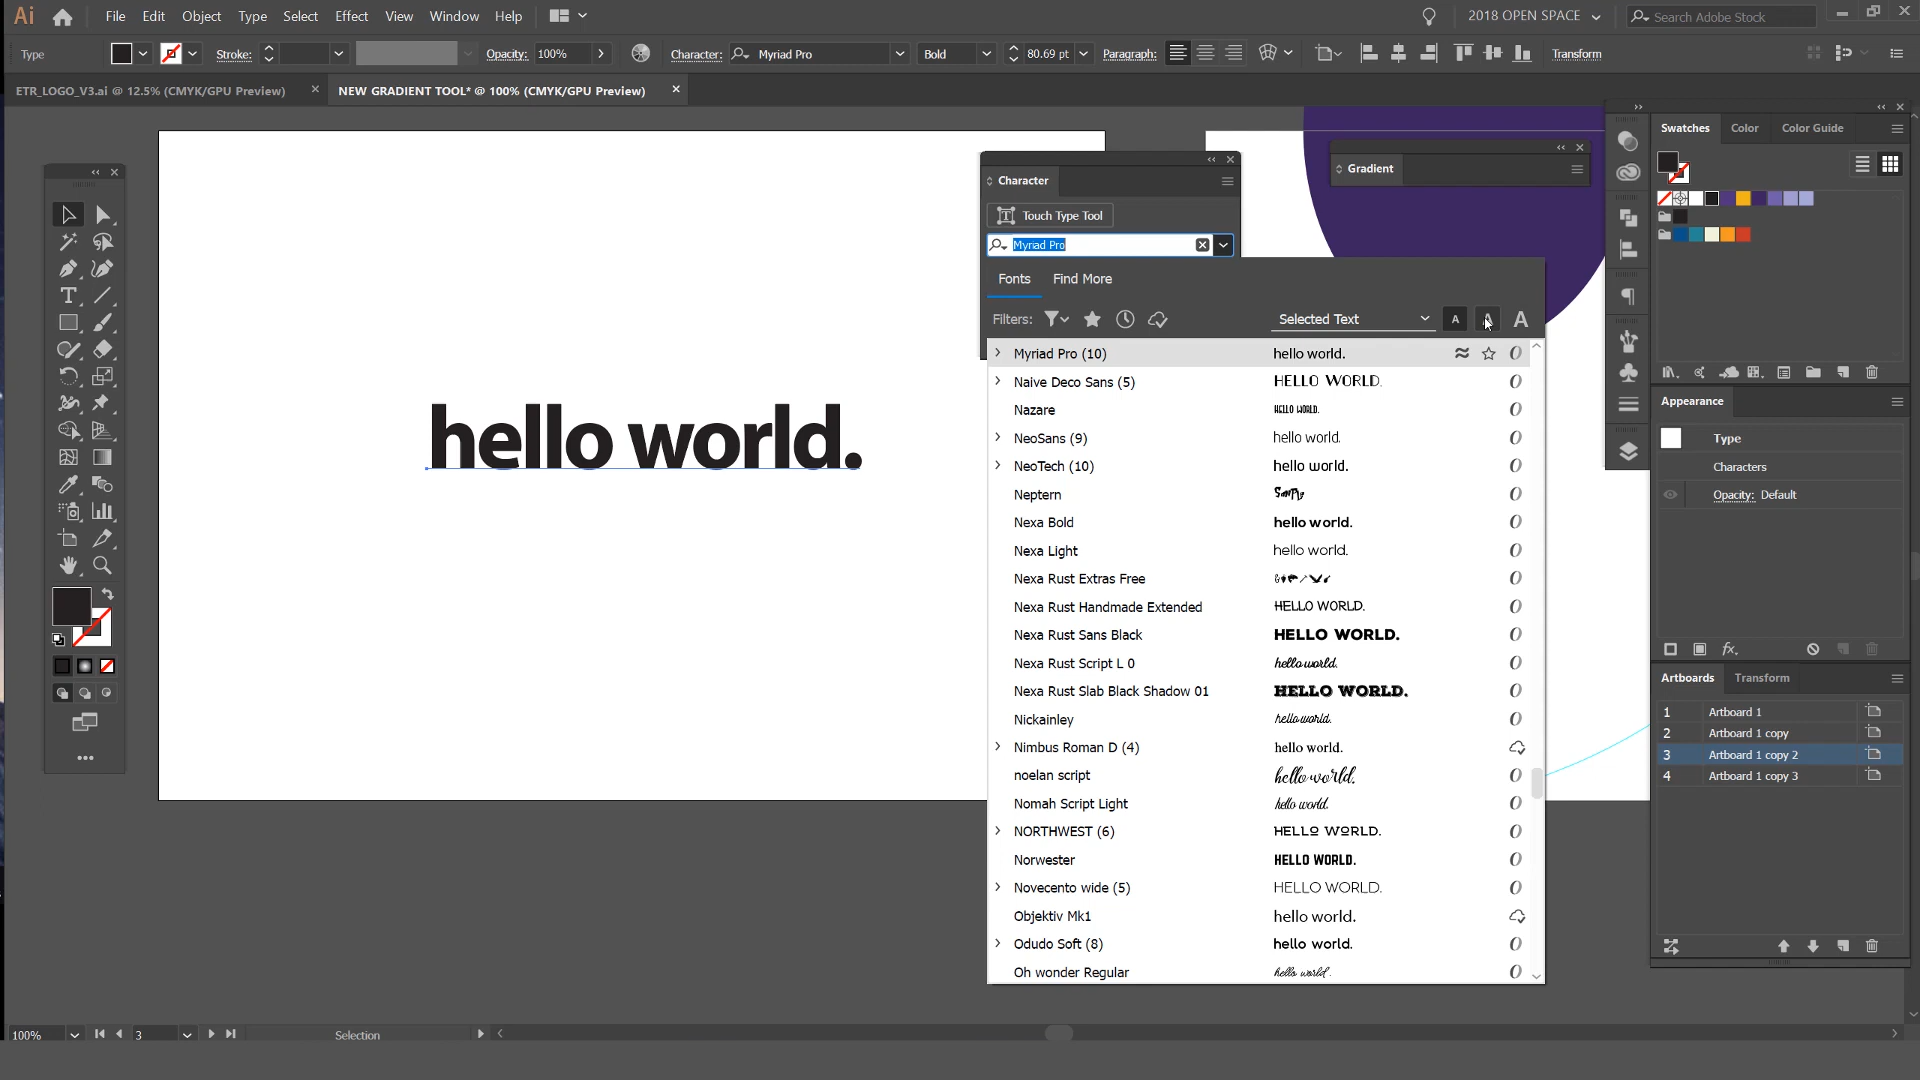 Ai File Edit Object Type Select Effect View Window Help 2018 OPEN SPACE Search Adobe Stock
Type Stroke: Opacity: 100% Character: Myriad Pro Bold 80.69 pt Paragraph: Transform
ETR_LOGO_V3.ai @ 12.5% (CMYK/GPU Preview) NEW GRADIENT TOOL* @ 100% (CMYK/GPU Preview)
Swatches Color Color Guide
Gradient
Character
Touch Type Tool
Myriad Pro
Fonts Find More
Filters: Selected Text A A A
Myriad Pro (10) hello world.
Naive Deco Sans (5) HELLO WORLD.
Nazare HELLO WORLD.
NeoSans (9) hello world.
NeoTech (10) hello world.
Neptern Sample
Nexa Bold hello world.
Nexa Light hello world.
Nexa Rust Extras Free
Nexa Rust Handmade Extended HELLO WORLD.
Nexa Rust Sans Black HELLO WORLD.
Nexa Rust Script L 0 hello world.
Nexa Rust Slab Black Shadow 01 HELLO WORLD.
Nickainley hello world.
Nimbus Roman D (4) hello world.
noelan script hello world.
Nomah Script Light hello world.
NORTHWEST (6) HELLO WORLD.
Norwester HELLO WORLD.
Novecento wide (5) HELLO WORLD.
Objektiv Mk1 hello world.
Odudo Soft (8) hello world.
Oh wonder Regular hello world.
hello world.
Appearance
Type
Characters
Opacity: Default
fx.
Artboards Transform
1 Artboard 1
2 Artboard 1 copy
3 Artboard 1 copy 2
4 Artboard 1 copy 3
100% 3 Selection